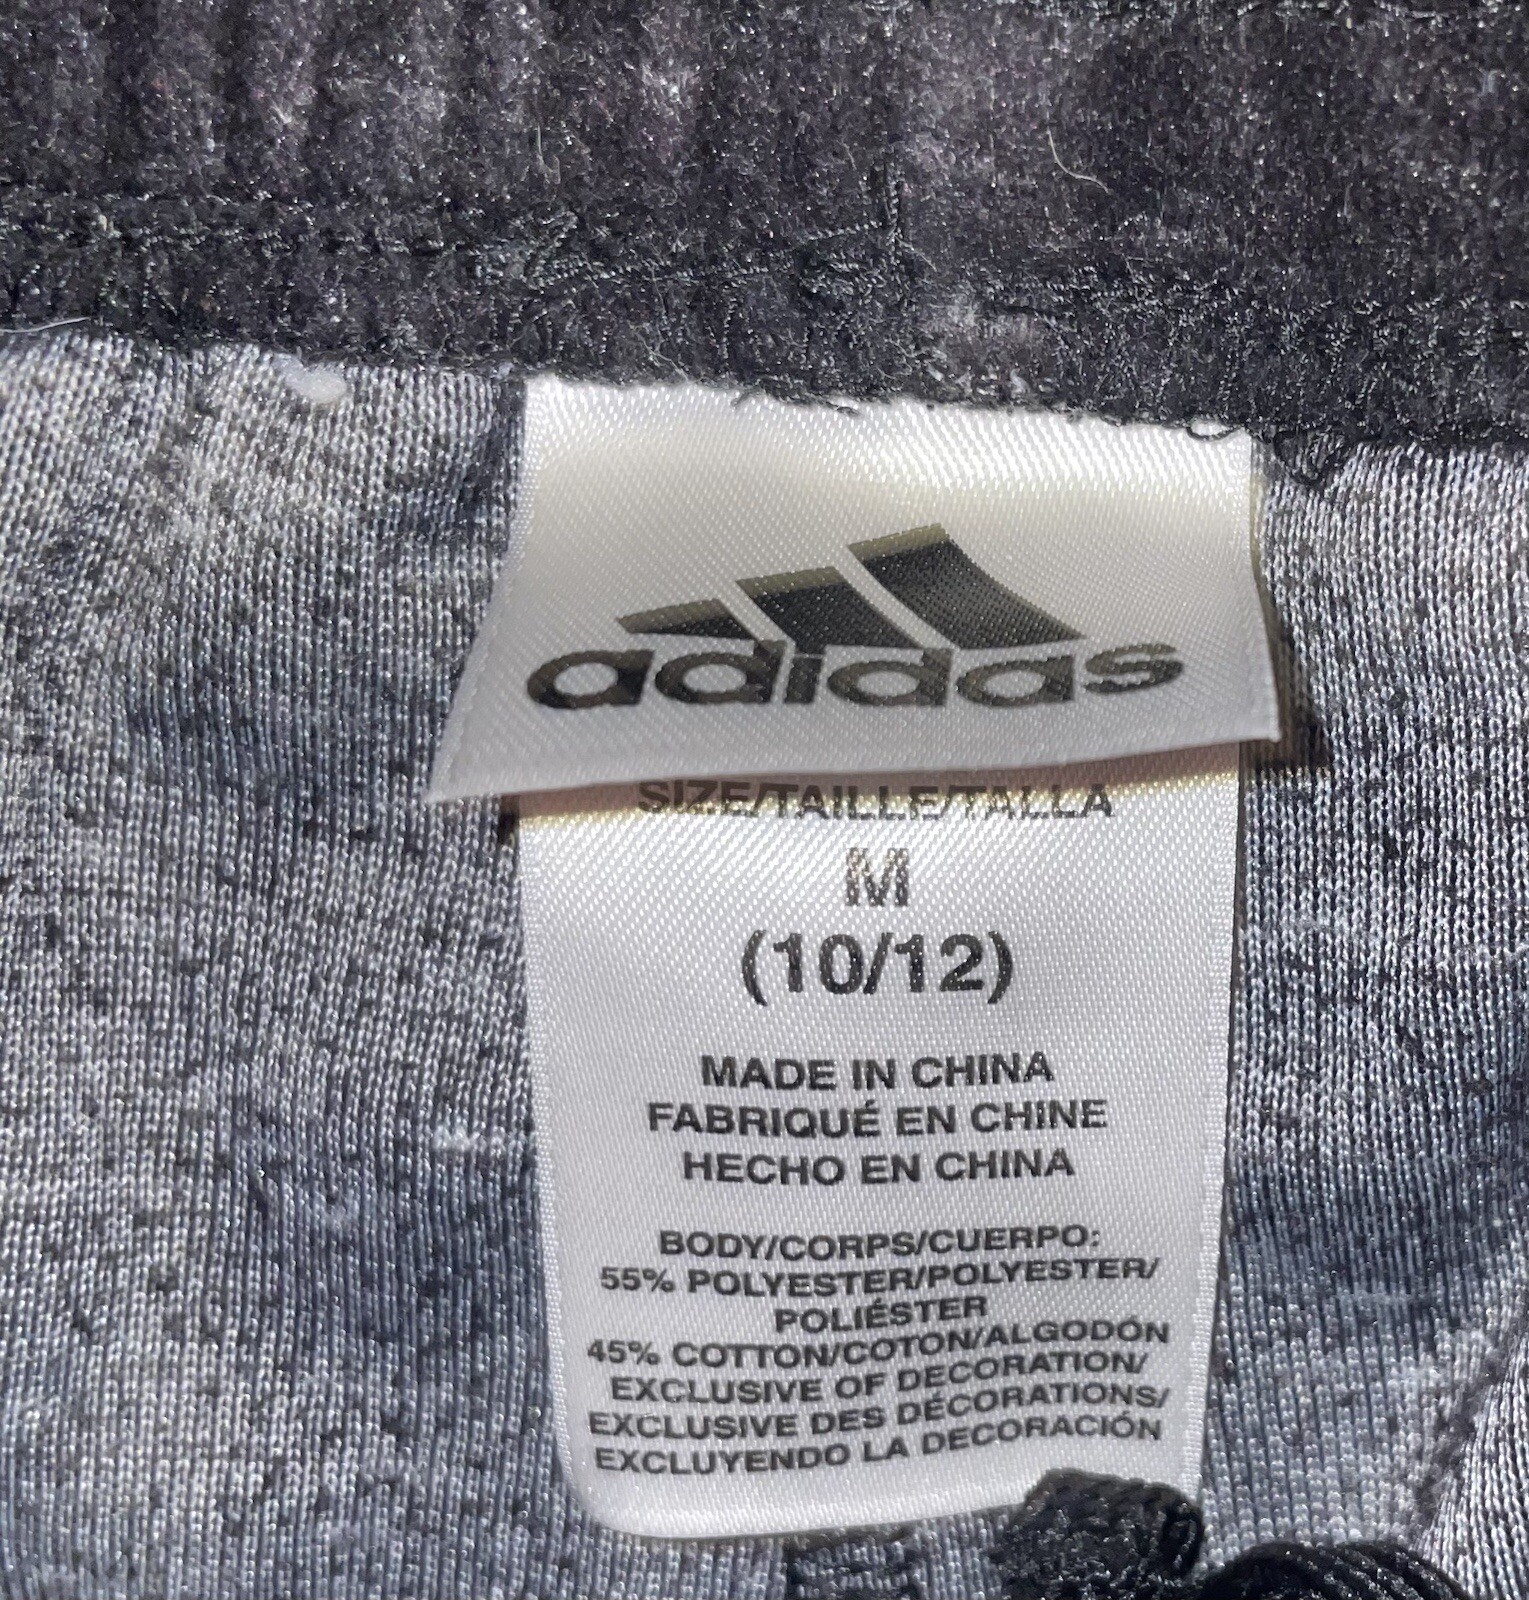 adidas
SIZE/TAILLE/TALLA
M
(10/12)
MADE IN CHINA
FABRIQUÉ EN CHINE
HECHO EN CHINA
BODY/CORPS/CUERPO:
55% POLYESTER/POLYESTER/
POLIÉSTER
45% COTTON/COTON/ALGODÓN
EXCLUSIVE OF DECORATION/
EXCLUSIVE DES DÉCORATIONS/
EXCLUYENDO LA DECORACIÓN